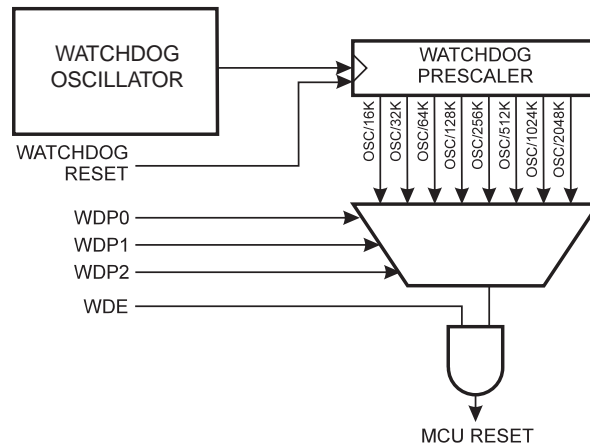 WATCHDOG
OSCILLATOR
WATCHDOG
PRESCALER
WATCHDOG
RESET
OSC/16K
OSC/32K
OSC/64K
OSC/128K
OSC/256K
OSC/512K
OSC/1024K
OSC/2048K
WDP0
WDP1
WDP2
WDE
MCU RESET